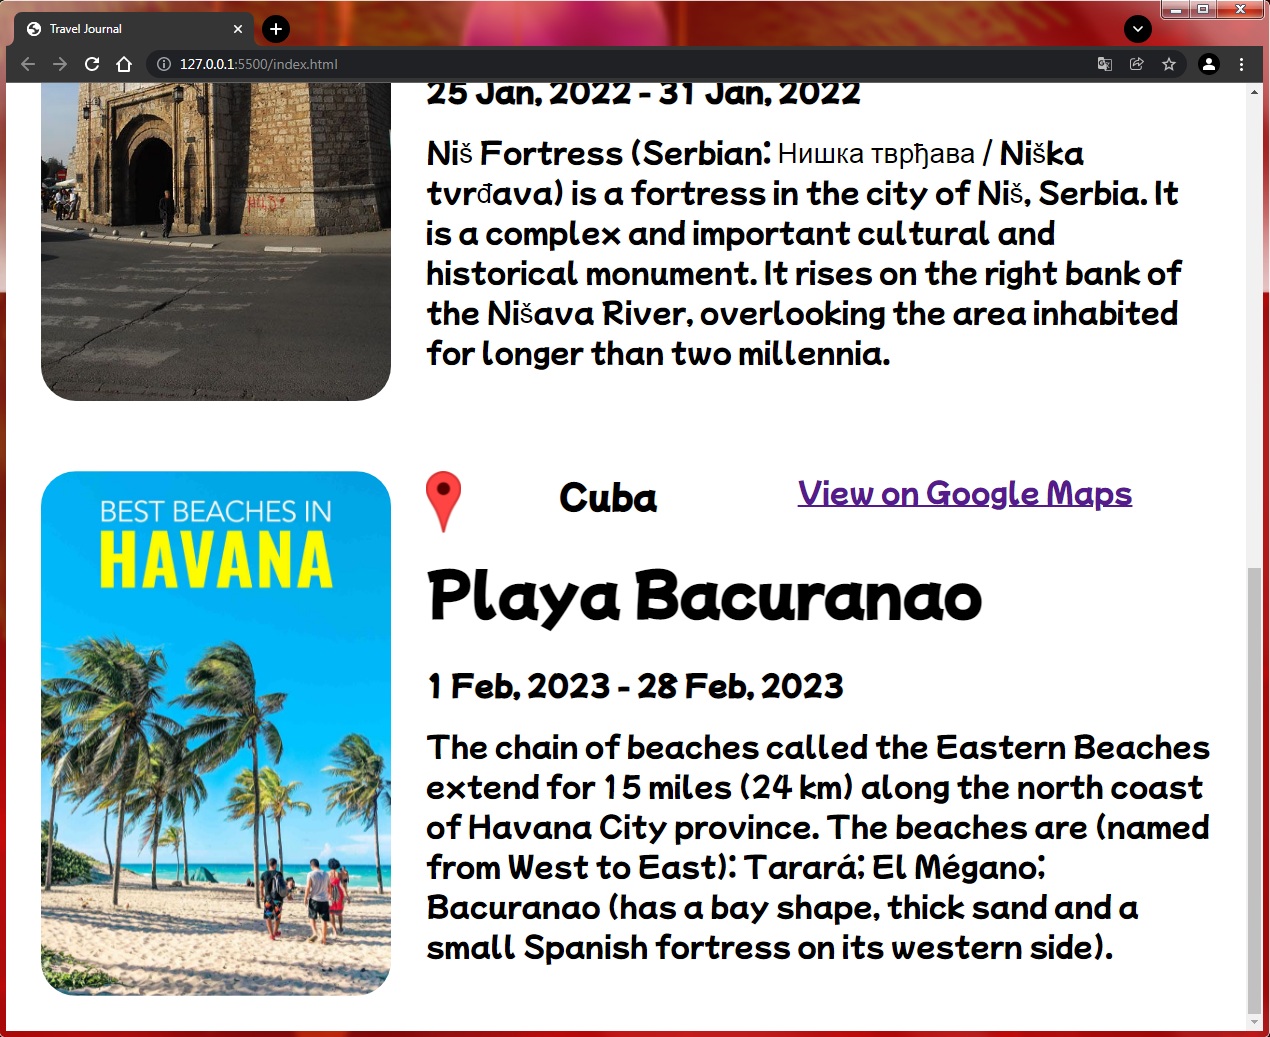 Travel Journal
127.0.0.1:5500/index.html
25 Jan, 2022 - 31 Jan, 2022
Niš Fortress (Serbian: Нишка тврђава / Niška
tvrđava) is a fortress in the city of Niš, Serbia. It
is a complex and important cultural and
historical monument. It rises on the right bank of
the Nišava River, overlooking the area inhabited
for longer than two millennia.
BEST BEACHES IN
HAVANA
Cuba
View on Google Maps
Playa Bacuranao
1 Feb, 2023 - 28 Feb, 2023
The chain of beaches called the Eastern Beaches
extend for 15 miles (24 km) along the north coast
of Havana City province. The beaches are (named
from West to East): Tarará; El Mégano;
Bacuranao (has a bay shape, thick sand and a
small Spanish fortress on its western side).